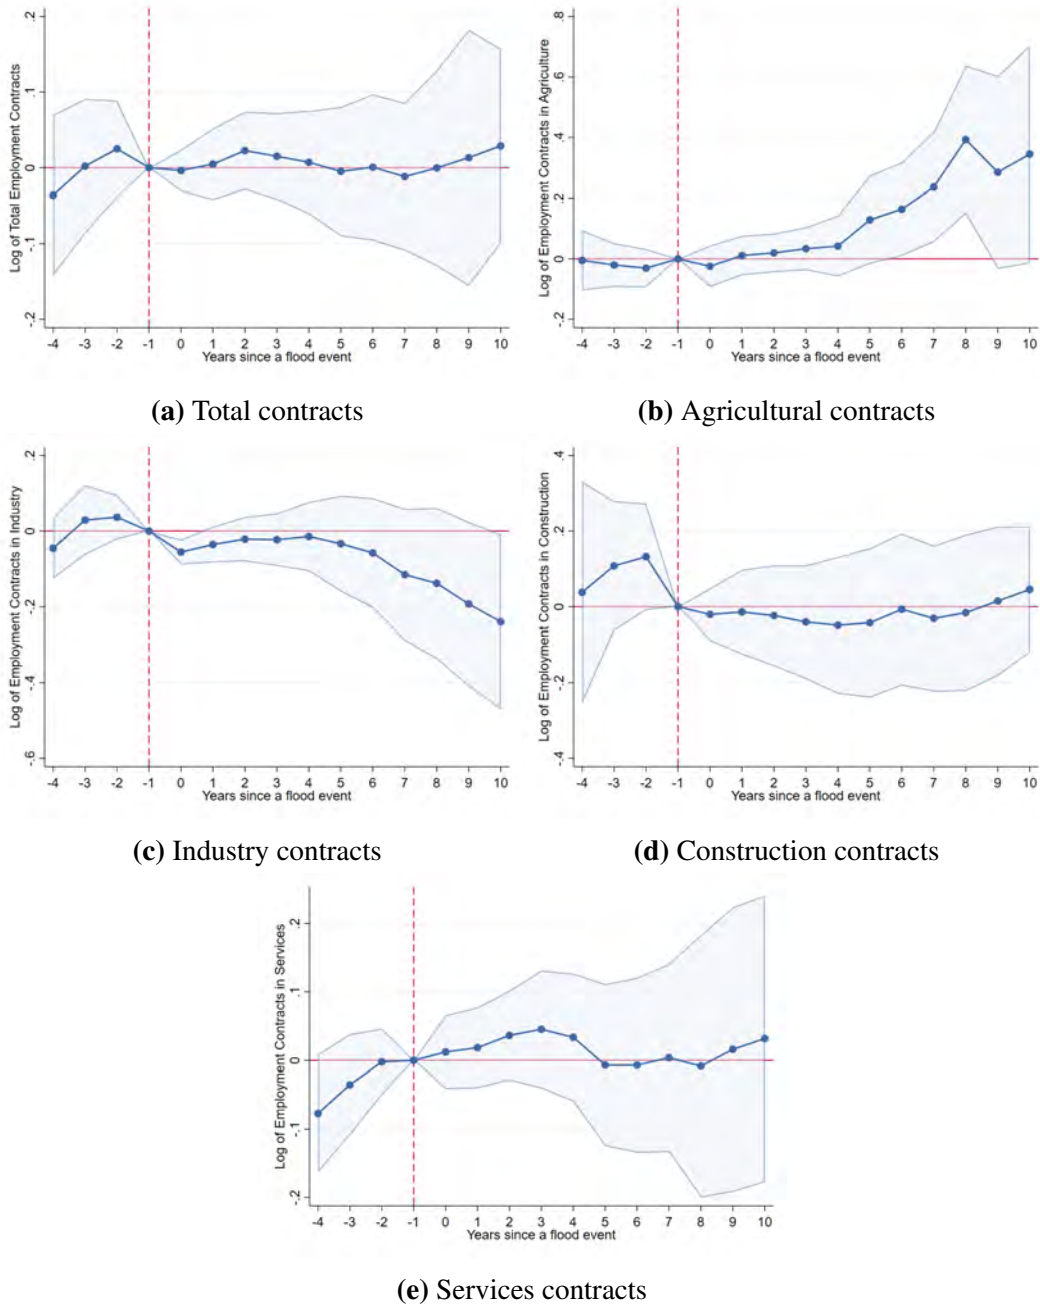 Log of Total Employment Contracts
.2
.1
0
-.1
-.2
-4 -3 -2 -1 0 1 2 3 4 5 6 7 8 9 10
Years since a flood event
(a) Total contracts
Log of Employment Contracts in Agriculture
.8
.6
.4
.2
0
-.2
-4 -3 -2 -1 0 1 2 3 4 5 6 7 8 9 10
Years since a flood event
(b) Agricultural contracts
Log of Employment Contracts in Industry
.2
0
-.2
-.4
-.6
-4 -3 -2 -1 0 1 2 3 4 5 6 7 8 9 10
Years since a flood event
(c) Industry contracts
Log of Employment Contracts in Construction
.4
.2
0
-.2
-.4
-4 -3 -2 -1 0 1 2 3 4 5 6 7 8 9 10
Years since a flood event
(d) Construction contracts
Log of Employment Contracts in Services
.2
.1
0
-.1
-.2
-4 -3 -2 -1 0 1 2 3 4 5 6 7 8 9 10
Years since a flood event
(e) Services contracts